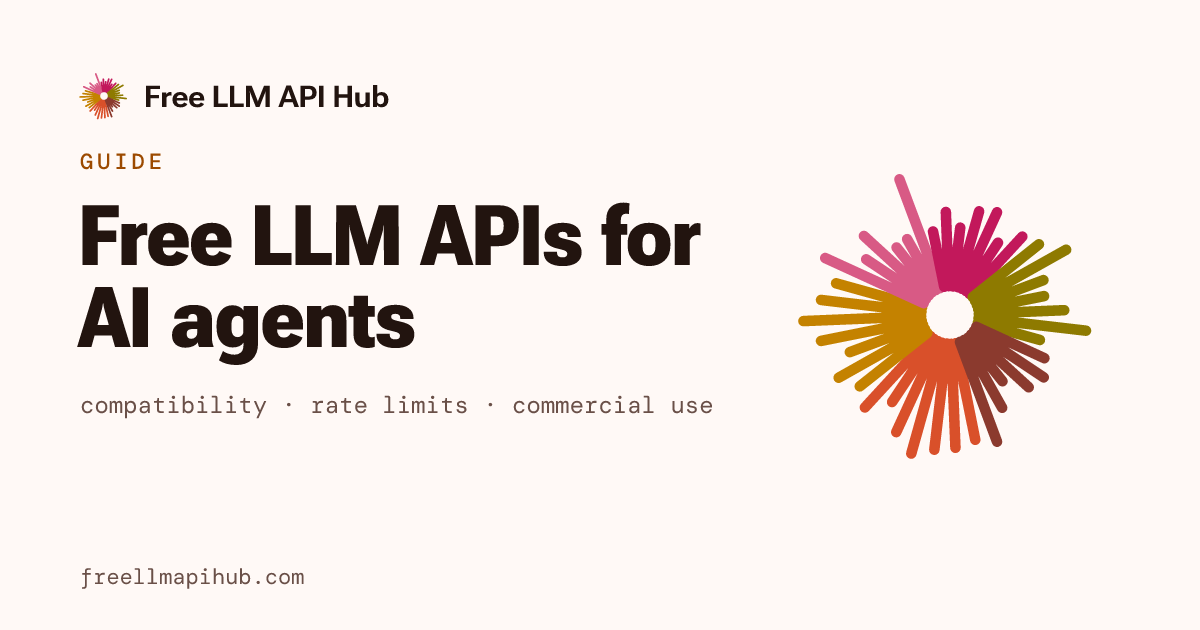 Free LLM API Hub
GUIDE
Free LLM APIs for
AI agents
compatibility · rate limits · commercial use
freellmapihub.com